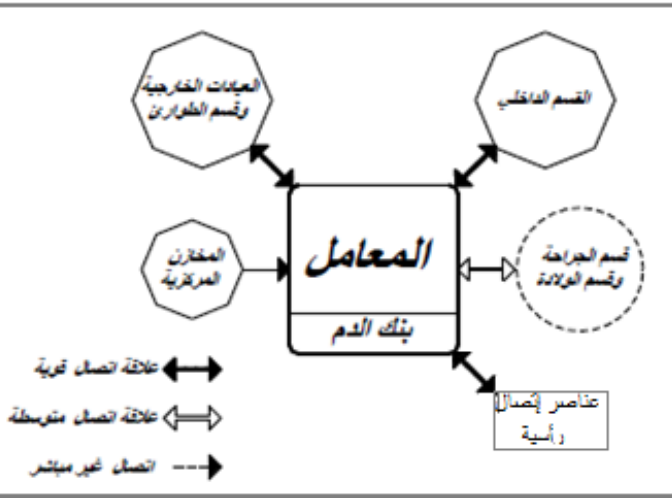 العيادات الخارجية
وقسم الطوارئ
القسم الداخلي
المعامل
بنك الدم
المخازن
المركزية
قسم الجراحة
وقسم الولادة
عناصر إتصال
رأسية
علاقة اتصال قوية
علاقة اتصال متوسطة
اتصال غير مباشر